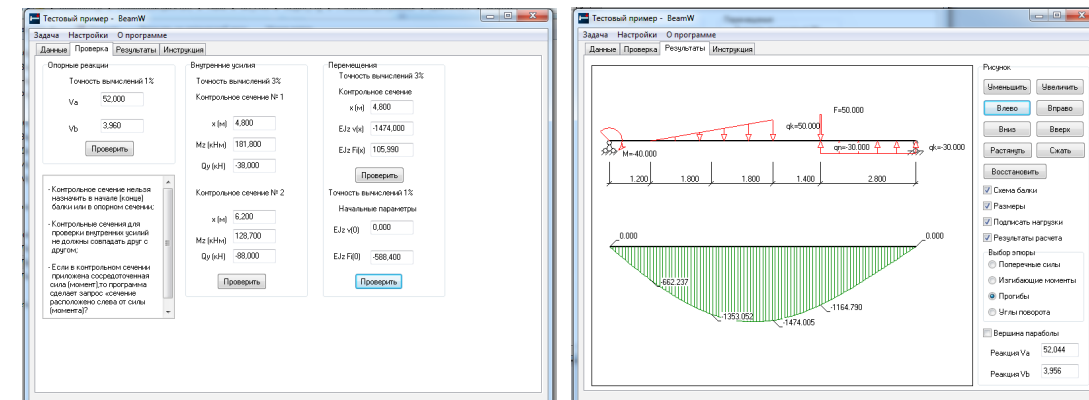 Тестовый пример - BeamW
Задача Настройки О программе
Данные Проверка Результаты Инструкция
Опорные реакции
Точность вычислений 1%
Va 52,000
Vb 3,960
Проверить
- Контрольное сечение нельзя
назначить в начале (конце)
балки или в опорном сечении;
- Контрольные сечения для
проверки внутренних усилий
не должны совпадать друг с
другом;
- Если в контрольном сечении
приложена сосредоточенная
сила (момент),то программа
сделает запрос «сечение
расположено слева от силы
(момента)?
Внутренние усилия
Точность вычислений 3%
Контрольное сечение № 1
x (м) 4,800
Mz (кНм) 181,800
Qy (кН) -38,000
Контрольное сечение № 2
x (м) 6,200
Mz (кНм) 128,700
Qy (кН) -88,000
Проверить
Перемещения
Точность вычислений 3%
Контрольное сечение
x (м) 4,800
EJz v(x) -1474,000
EJz Fi(x) 105,990
Проверить
Точность вычислений 1%
Начальные параметры
EJz v(0) 0,000
EJz Fi(0) -588,400
Проверить
Тестовый пример - BeamW
Задача Настройки О программе
Данные Проверка Результаты Инструкция
F=50.000
qk=50.000
M=-40.000
qn=-30.000
qk=-30.000
1.200 1.800 1.800 1.400 2.800
0.000
0.000
-662.237
-1353.052
-1474.005
-1164.790
Рисунок
Уменьшить Увеличить
Влево Вправо
Вниз Вверх
Растянуть Сжать
Восстановить
Схема балки
Размеры
Подписать нагрузки
Результаты расчета
Выбор эпюры
Поперечные силы
Изгибающие моменты
Прогибы
Углы поворота
Вершина параболы
Реакция Va 52,044
Реакция Vb 3,956